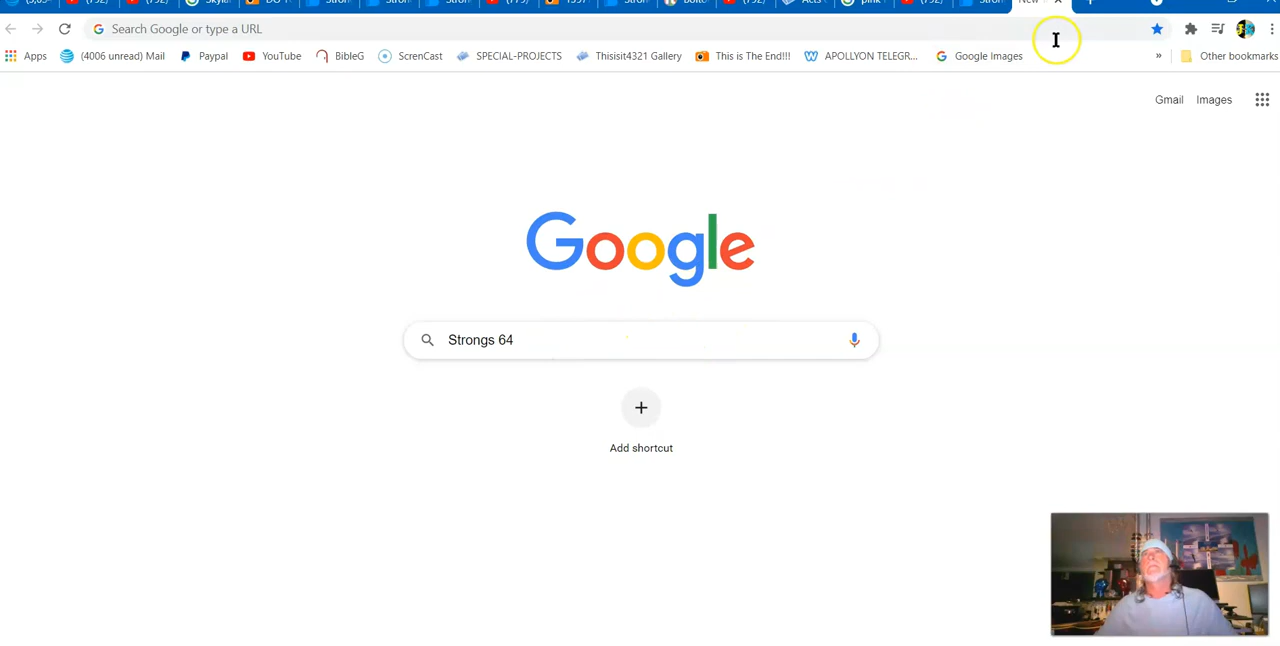 Search Google or type a URL
Apps (4006 unread) Mail Paypal YouTube BibleG ScrenCast SPECIAL-PROJECTS Thisisit4321 Gallery This is The End!!! APOLLYON TELEGR... Google Images » Other bookmarks
Gmail Images
Google
Strongs 64
Add shortcut